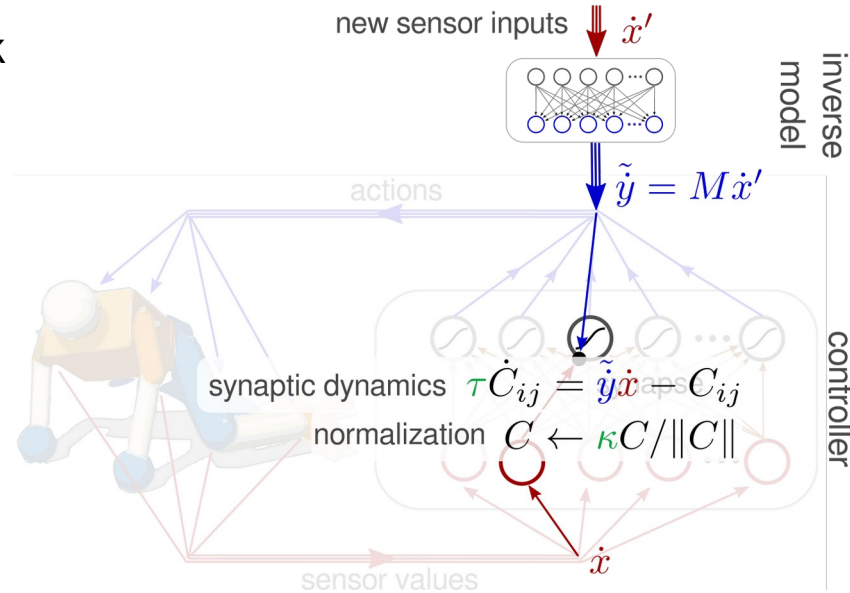 K
new sensor inputs ẋ′
inverse model
ỹ̇ = Mẋ′
actions
synaptic dynamics τĊ_ij = ỹ̇ẋ − C_ij
normalization C ← κC/‖C‖
controller
ẋ
sensor values